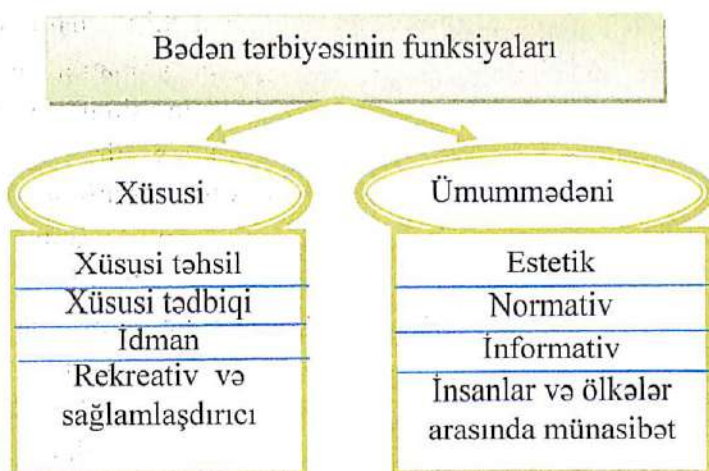 Bədən tərbiyəsinin funksiyaları
Xüsusi
Ümummədəni
Xüsusi təhsil
Xüsusi tədbiqi
İdman
Rekreativ və
sağlamlaşdırıcı
Estetik
Normativ
İnformativ
İnsanlar və ölkələr
arasında münasibət